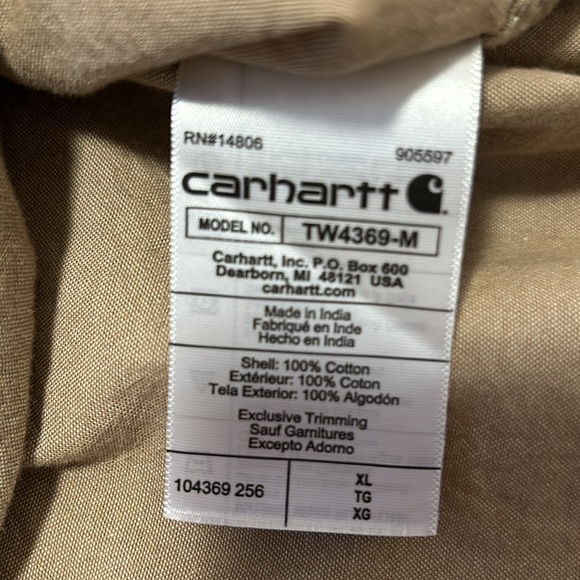 RN#14806
905597
carhartt
MODEL NO. TW4369-M
Carhartt, Inc. P.O. Box 600
Dearborn, MI 48121 USA
carhartt.com
Made in India
Fabriqué en Inde
Hecho en India
Shell: 100% Cotton
Extérieur: 100% Coton
Tela Exterior: 100% Algodón
Exclusive Trimming
Sauf Garnitures
Excepto Adorno
104369 256
XL
TG
XG